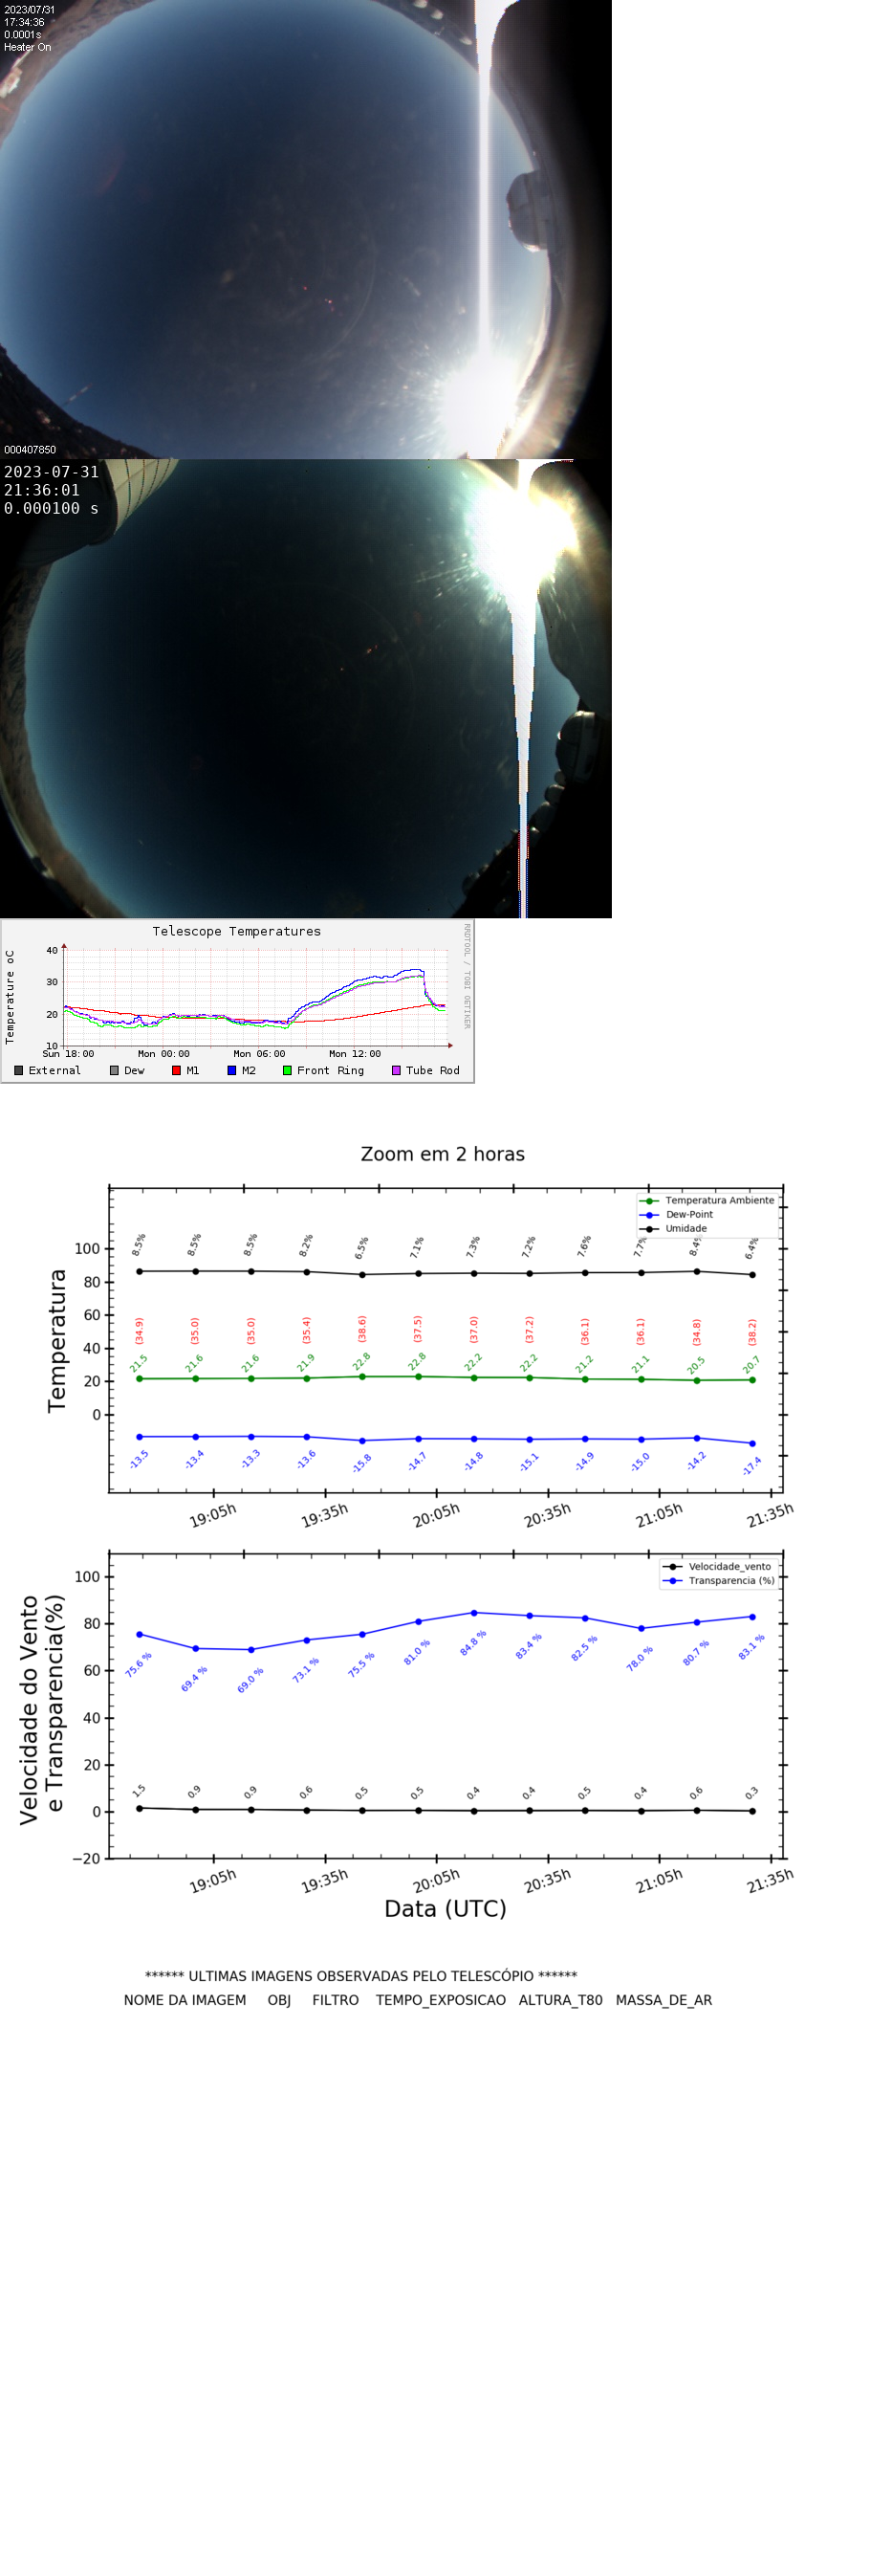 2023/07/31
17:34:36
0.0001s
Heater On
000407850
2023-07-31
21:36:01
0.000100 s
Telescope Temperatures
RRDTOOL / TOBI OETIKER
Temperature oC
40
30
20
10
Sun 18:00 Mon 00:00 Mon 06:00 Mon 12:00
External Dew M1 M2 Front Ring Tube Rod
Zoom em 2 horas
Temperatura Ambiente
Dew-Point
Umidade
Temperatura
100
80
60
40
20
0
8.5% 8.5% 8.5% 8.2% 6.5% 7.1% 7.3% 7.2% 7.6% 7.7% 8.4% 6.4%
(34.9) (35.0) (35.0) (35.4) (38.6) (37.5) (37.0) (37.2) (36.1) (36.1) (34.8) (38.2)
21.5 21.6 21.6 21.9 22.8 22.8 22.2 22.2 21.2 21.1 20.5 20.7
-13.5 -13.4 -13.3 -13.6 -15.8 -14.7 -14.8 -15.1 -14.9 -15.0 -14.2 -17.4
19:05h 19:35h 20:05h 20:35h 21:05h 21:35h
Velocidade_vento
Transparencia (%)
Velocidade do Vento
e Transparencia(%)
100
80
60
40
20
0
−20
75.6 % 69.4 % 69.0 % 73.1 % 75.5 % 81.0 % 84.8 % 83.4 % 82.5 % 78.0 % 80.7 % 83.1 %
1.5 0.9 0.9 0.6 0.5 0.5 0.4 0.4 0.5 0.4 0.6 0.3
19:05h 19:35h 20:05h 20:35h 21:05h 21:35h
Data (UTC)
****** ULTIMAS IMAGENS OBSERVADAS PELO TELESCÓPIO ******
NOME DA IMAGEM OBJ FILTRO TEMPO_EXPOSICAO ALTURA_T80 MASSA_DE_AR